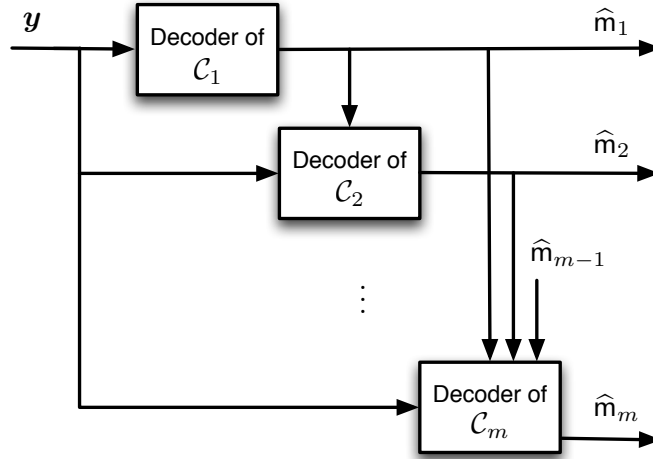 y
Decoder of
C₁
m̂₁
Decoder of
C₂
m̂₂
⋮
m̂ₘ₋₁
Decoder of
Cₘ
m̂ₘ